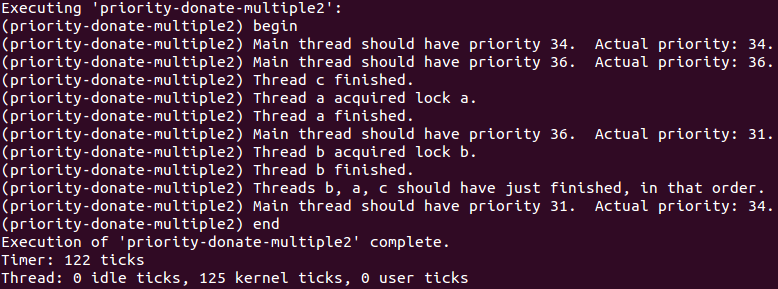 Executing 'priority-donate-multiple2':
(priority-donate-multiple2) begin
(priority-donate-multiple2) Main thread should have priority 34.  Actual priority: 34.
(priority-donate-multiple2) Main thread should have priority 36.  Actual priority: 36.
(priority-donate-multiple2) Thread c finished.
(priority-donate-multiple2) Thread a acquired lock a.
(priority-donate-multiple2) Thread a finished.
(priority-donate-multiple2) Main thread should have priority 36.  Actual priority: 31.
(priority-donate-multiple2) Thread b acquired lock b.
(priority-donate-multiple2) Thread b finished.
(priority-donate-multiple2) Threads b, a, c should have just finished, in that order.
(priority-donate-multiple2) Main thread should have priority 31.  Actual priority: 34.
(priority-donate-multiple2) end
Execution of 'priority-donate-multiple2' complete.
Timer: 122 ticks
Thread: 0 idle ticks, 125 kernel ticks, 0 user ticks